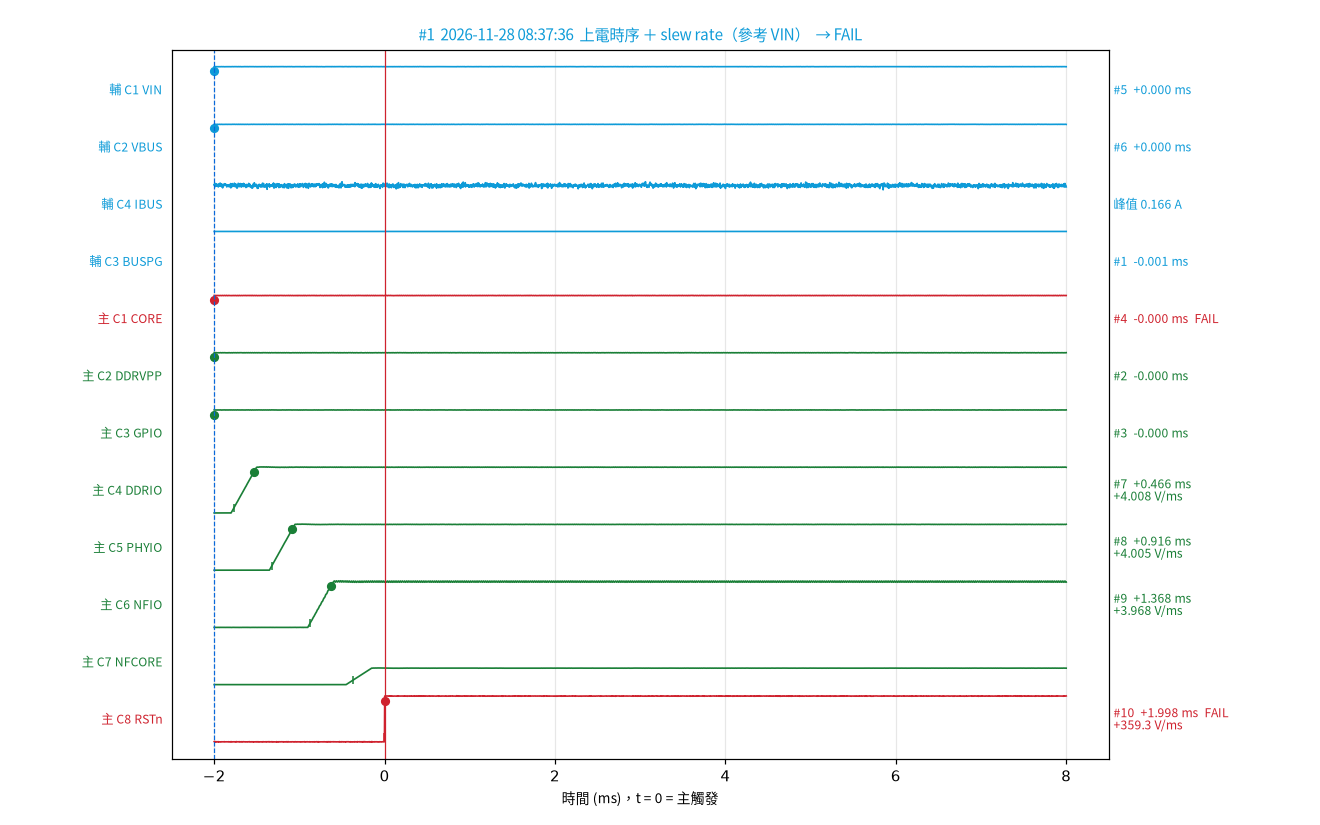 #1 2026-11-28 08:37:36 上電時序 ＋ slew rate（參考 VIN） → FAIL
輔 C1 VIN
#5 +0.000 ms
輔 C2 VBUS
#6 +0.000 ms
輔 C4 IBUS
峰值 0.166 A
輔 C3 BUSPG
#1 -0.001 ms
主 C1 CORE
#4 -0.000 ms FAIL
主 C2 DDRVPP
#2 -0.000 ms
主 C3 GPIO
#3 -0.000 ms
主 C4 DDRIO
#7 +0.466 ms
+4.008 V/ms
主 C5 PHYIO
#8 +0.916 ms
+4.005 V/ms
主 C6 NFIO
#9 +1.368 ms
+3.968 V/ms
主 C7 NFCORE
主 C8 RSTn
#10 +1.998 ms FAIL
+359.3 V/ms
−2 0 2 4 6 8
時間 (ms)，t = 0 = 主觸發